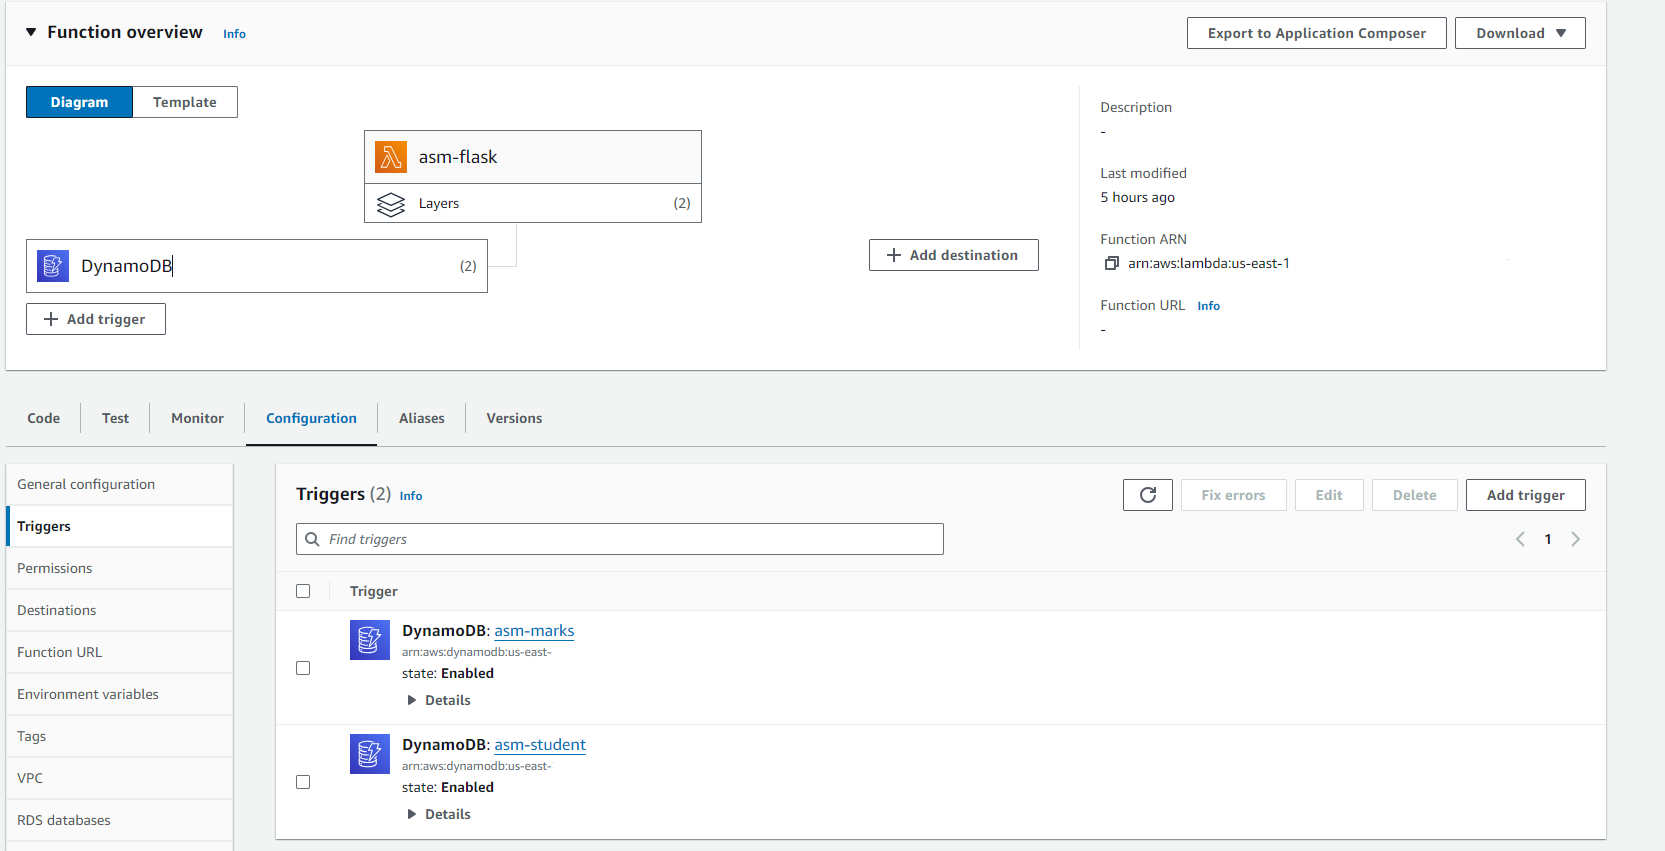 Function overview Info
Export to Application Composer
Download
Diagram
Template
asm-flask
Layers (2)
DynamoDB (2)
Add trigger
Add destination
Description
-
Last modified
5 hours ago
Function ARN
arn:aws:lambda:us-east-1
Function URL Info
-
Code
Test
Monitor
Configuration
Aliases
Versions
General configuration
Triggers
Permissions
Destinations
Function URL
Environment variables
Tags
VPC
RDS databases
Triggers (2) Info
Fix errors
Edit
Delete
Add trigger
Find triggers
1
Trigger
DynamoDB: asm-marks
arn:aws:dynamodb:us-east-
state: Enabled
Details
DynamoDB: asm-student
arn:aws:dynamodb:us-east-
state: Enabled
Details